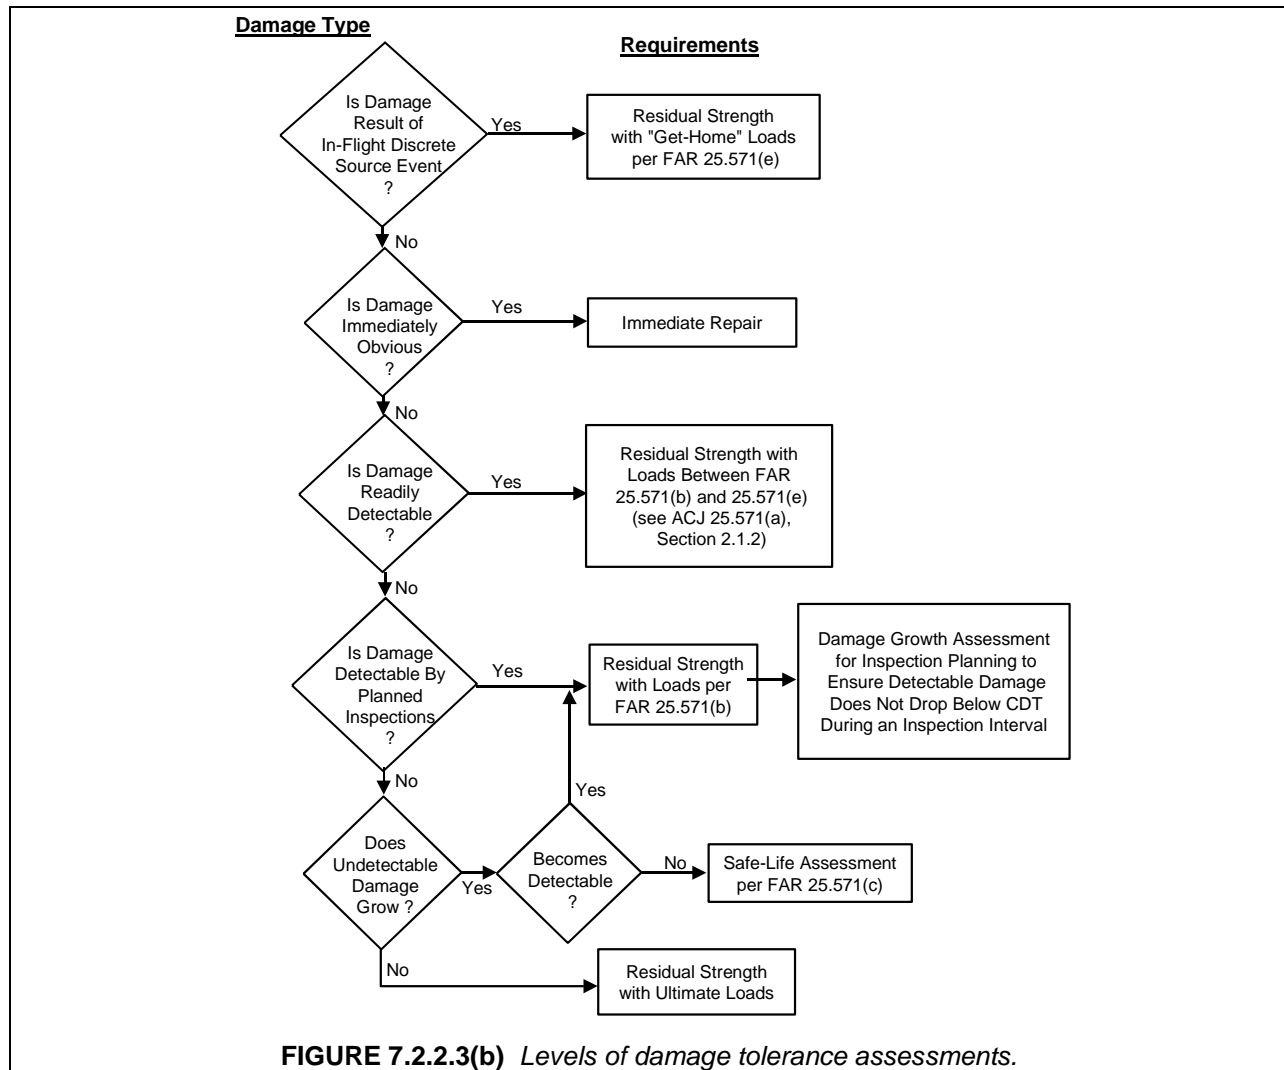 Damage Type
Requirements
Is Damage
Result of
In-Flight Discrete
Source Event
?
Yes
Residual Strength
with "Get-Home" Loads
per FAR 25.571(e)
No
Is Damage
Immediately
Obvious
?
Yes
Immediate Repair
No
Is Damage
Readily
Detectable
?
Yes
Residual Strength with
Loads Between FAR
25.571(b) and 25.571(e)
(see ACJ 25.571(a),
Section 2.1.2)
No
Is Damage
Detectable By
Planned
Inspections
?
Yes
Residual Strength
with Loads per
FAR 25.571(b)
Damage Growth Assessment
for Inspection Planning to
Ensure Detectable Damage
Does Not Drop Below CDT
During an Inspection Interval
No
Does
Undetectable
Damage
Grow ?
Yes
Becomes
Detectable
?
Yes
No
Safe-Life Assessment
per FAR 25.571(c)
No
Residual Strength
with Ultimate Loads
FIGURE 7.2.2.3(b) Levels of damage tolerance assessments.